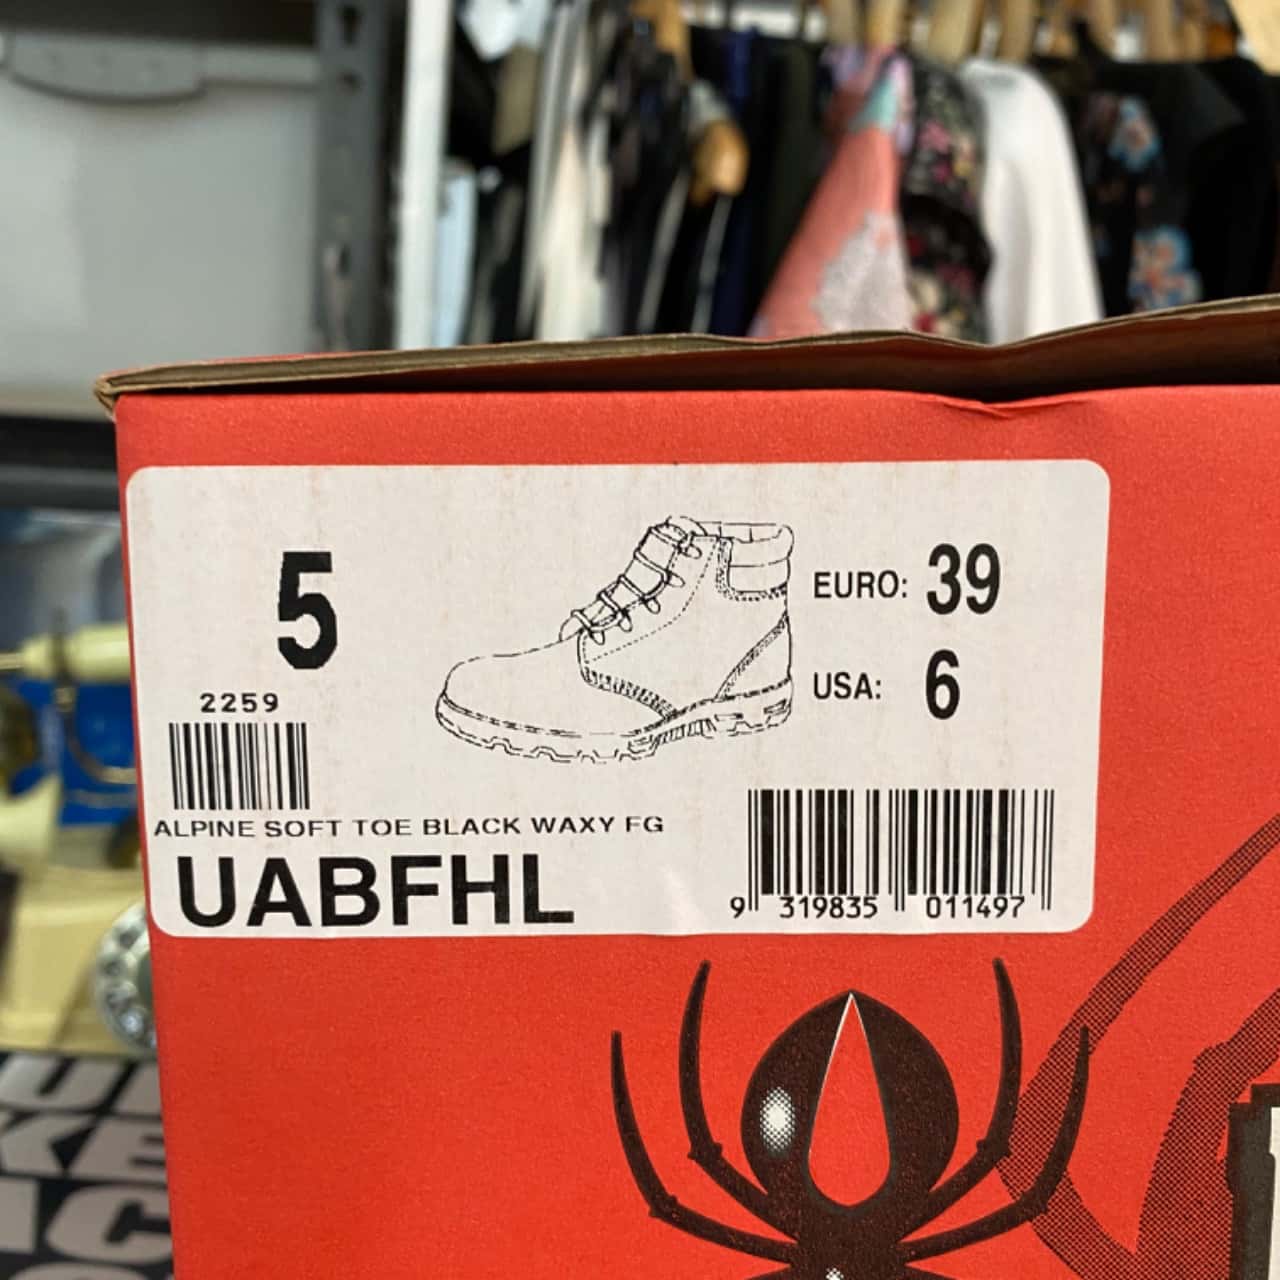 5
EURO: 39
USA: 6
2259
ALPINE SOFT TOE BLACK WAXY FG
UABFHL
9 319835 011497